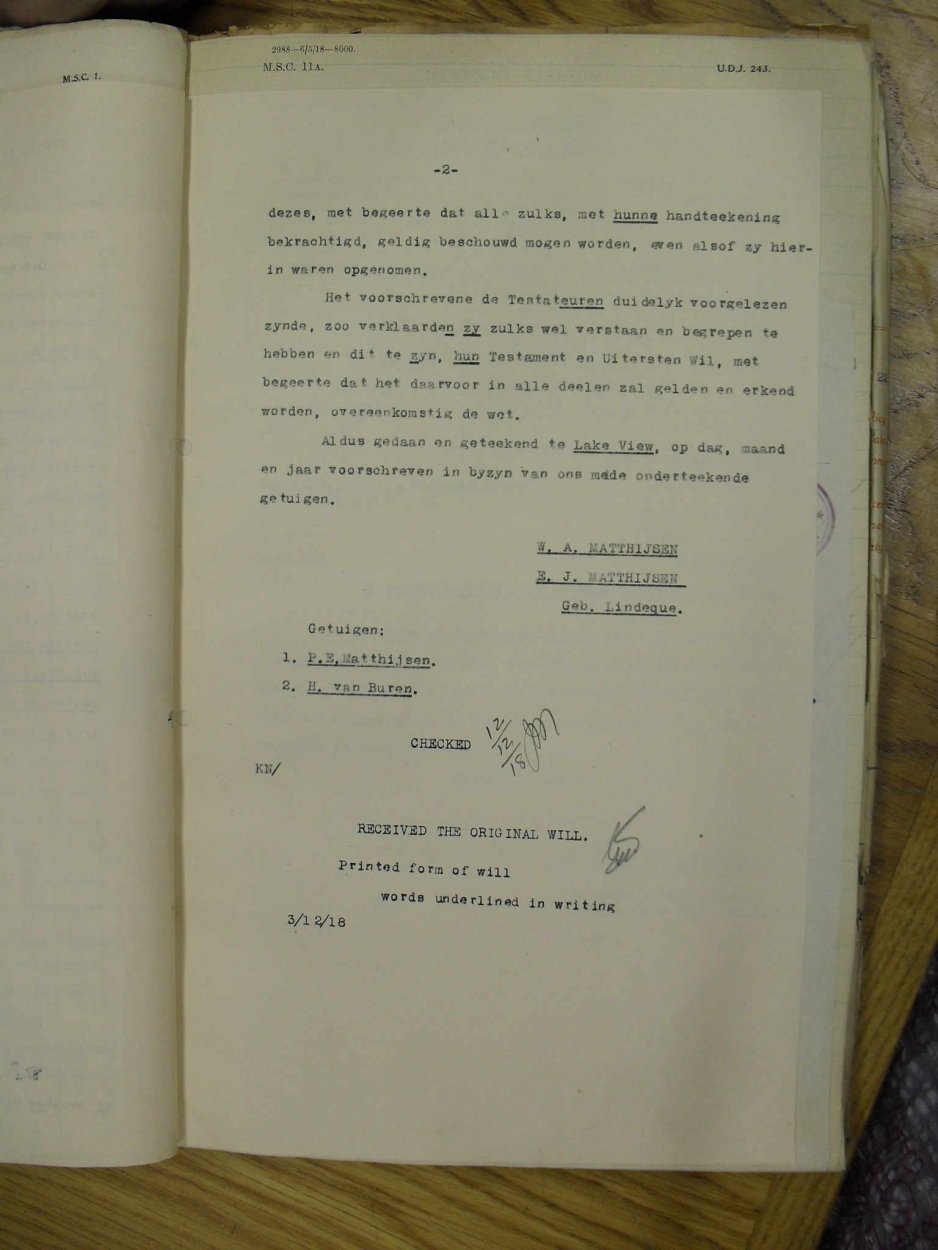 M.S.C. 1.
2988—6/5/18—8000.
M.S.C. 11A.
U.D.J. 243.
-2-
dezes, met begeerte dat alle zulks, met hunne handteekening
bekrachtigd, geldig beschouwd mogen worden, even alsof zy hier-
in waren opgenomen.
Het voorschrevene de Testateuren duidelyk voorgelezen
zynde, zoo verklaarden zy zulks wel verstaan en begrepen te
hebben en dit te zyn, hun Testament en Uitersten Wil, met
begeerte dat het daarvoor in alle deelen zal gelden en erkend
worden, overeenkomstig de wet.
Aldus gedaan en geteekend te Lake View, op dag, maand
en jaar voorschreven in byzyn van ons mede onderteekende
getuigen.
W. A. MATTHIJSEN
E. J. MATTHIJSEN
Geb. Lindeque.
Getuigen:
1. P.E.Matthijsen.
2. H. van Buren.
CHECKED 12/12/18
KN/
RECEIVED THE ORIGINAL WILL.
Printed form of will
words underlined in writing
3/12/18